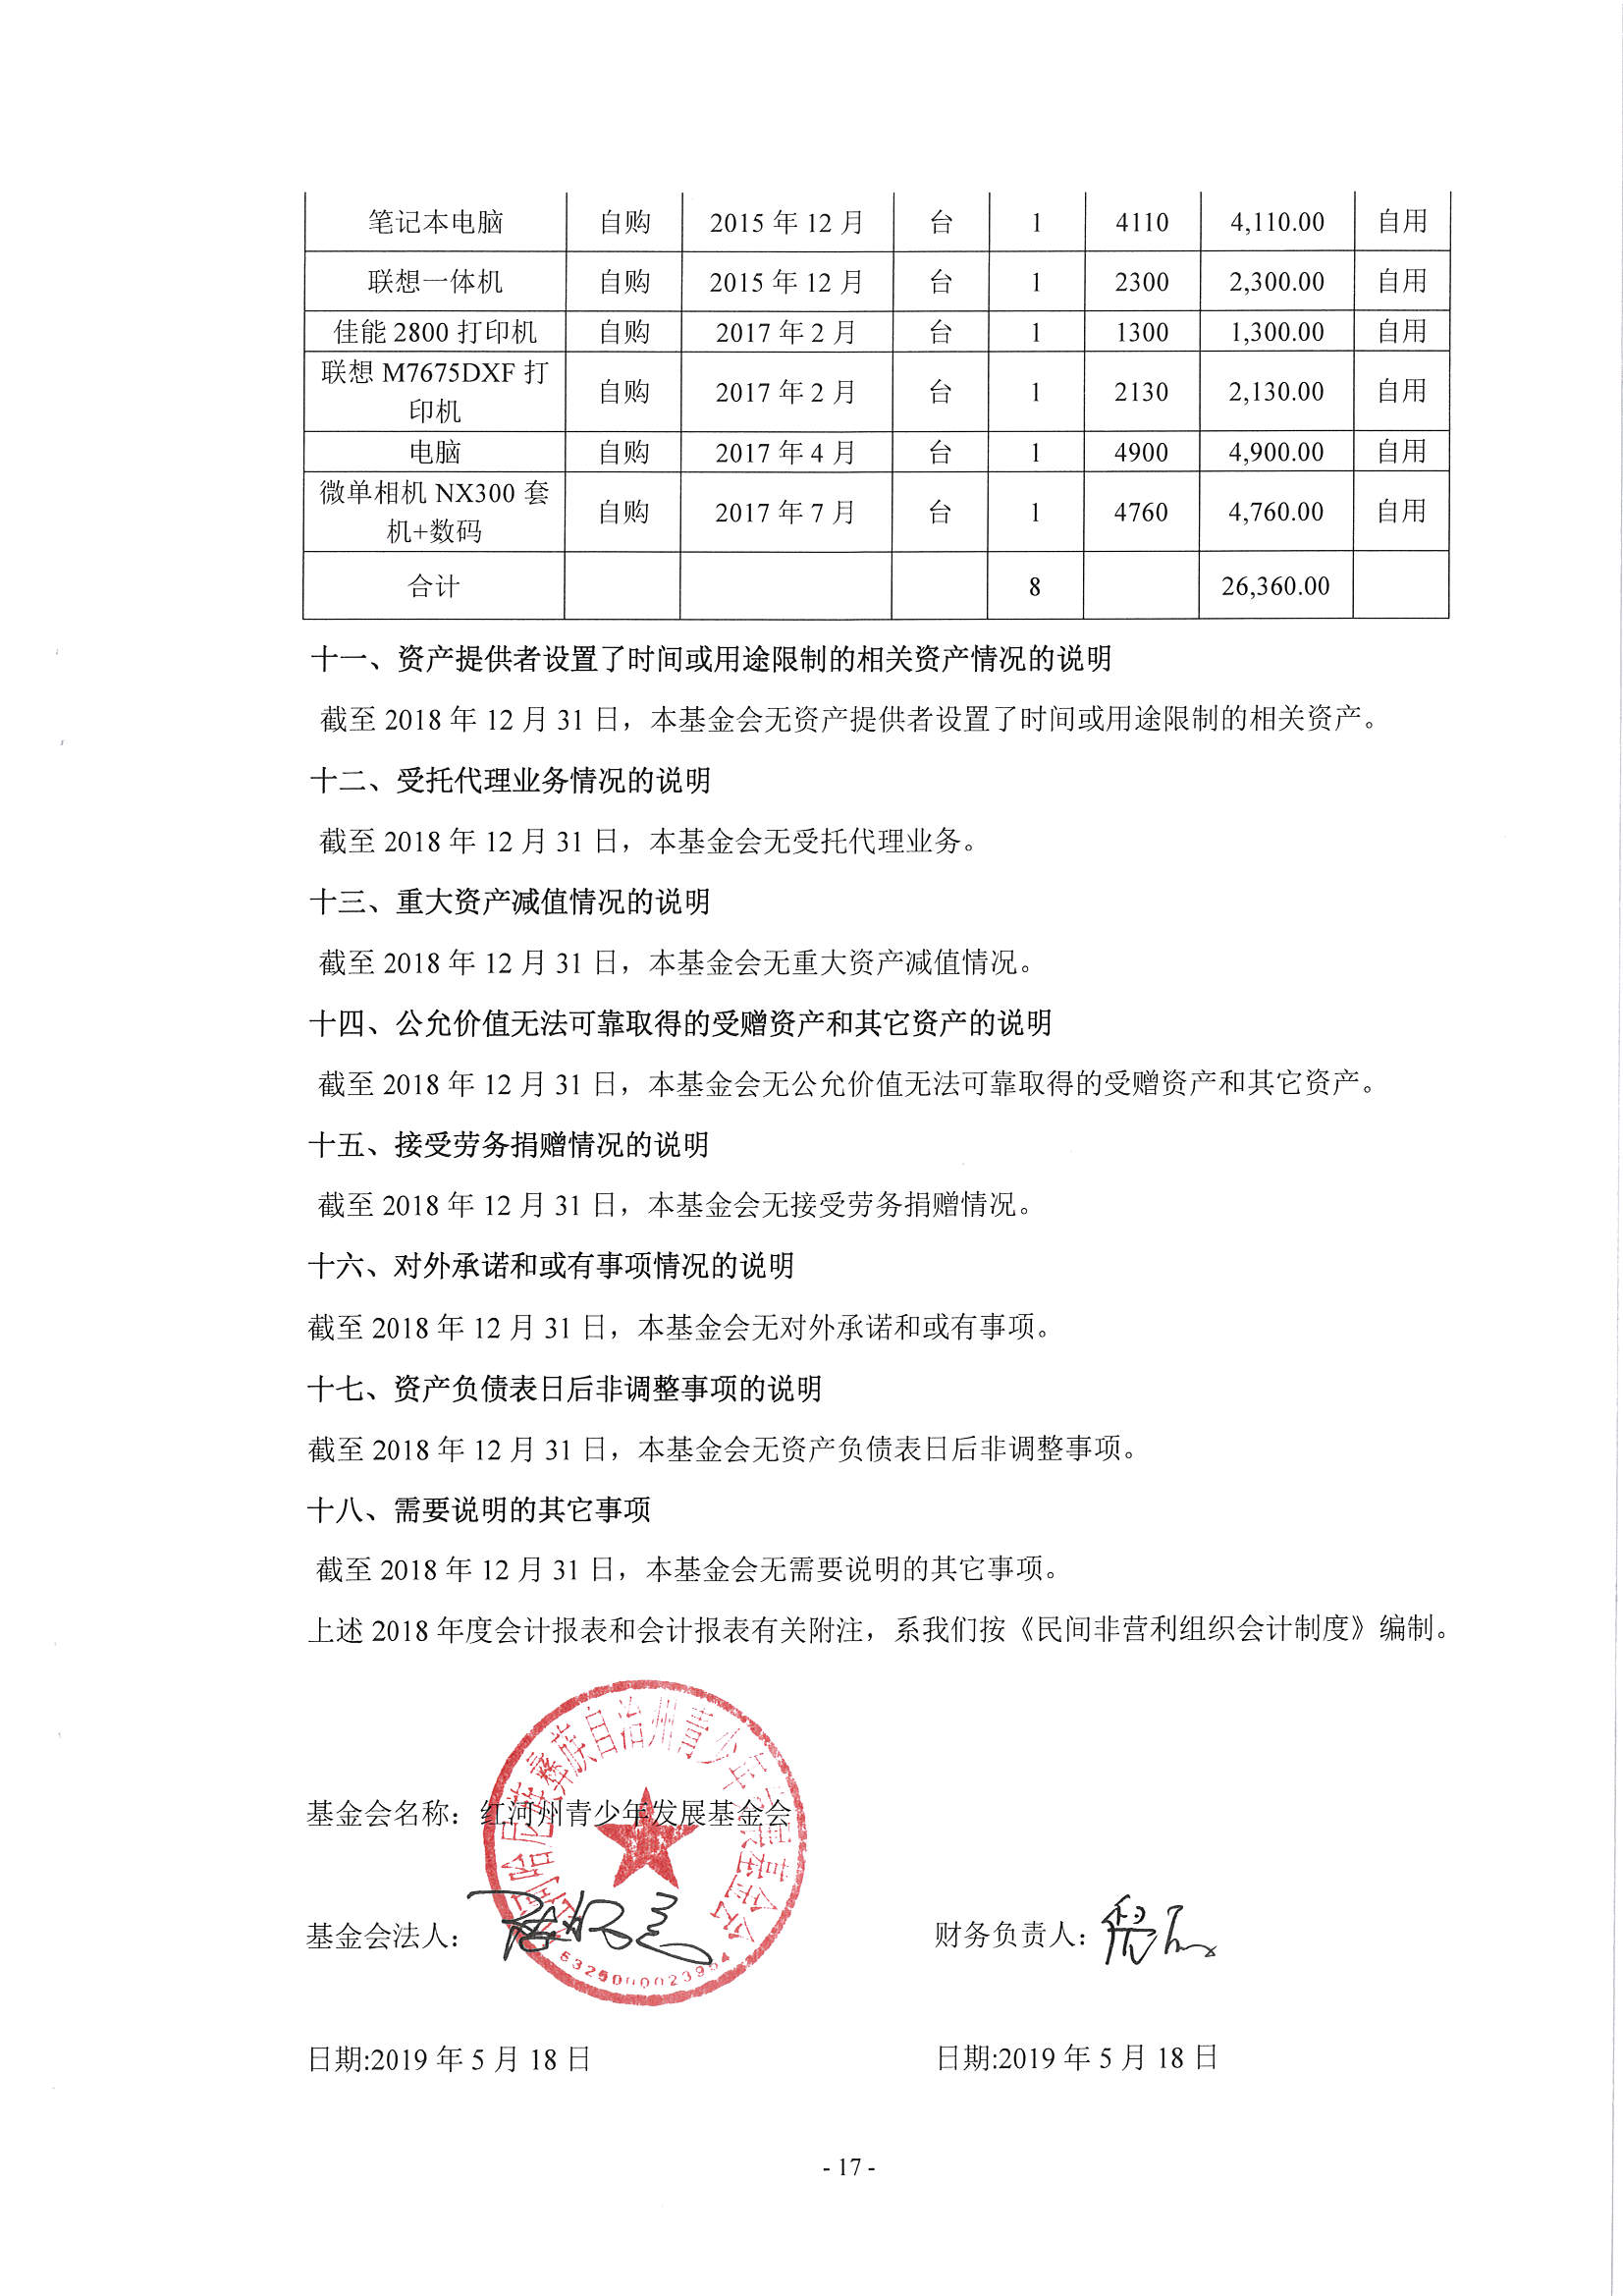 笔记本电脑 自购 2015 年 12 月 台 1 4110 4,110.00 自用
联想一体机 自购 2015 年 12 月 台 1 2300 2,300.00 自用
佳能 2800 打印机 自购 2017 年 2 月 台 1 1300 1,300.00 自用
联想 M7675DXF 打
印机 自购 2017 年 2 月 台 1 2130 2,130.00 自用
电脑 自购 2017 年 4 月 台 1 4900 4,900.00 自用
微单相机 NX300 套
机+数码 自购 2017 年 7 月 台 1 4760 4,760.00 自用
合计 8 26,360.00
十一、资产提供者设置了时间或用途限制的相关资产情况的说明
截至 2018 年 12 月 31 日，本基金会无资产提供者设置了时间或用途限制的相关资产。
十二、受托代理业务情况的说明
截至 2018 年 12 月 31 日，本基金会无受托代理业务。
十三、重大资产减值情况的说明
截至 2018 年 12 月 31 日，本基金会无重大资产减值情况。
十四、公允价值无法可靠取得的受赠资产和其它资产的说明
截至 2018 年 12 月 31 日，本基金会无公允价值无法可靠取得的受赠资产和其它资产。
十五、接受劳务捐赠情况的说明
截至 2018 年 12 月 31 日，本基金会无接受劳务捐赠情况。
十六、对外承诺和或有事项情况的说明
截至 2018 年 12 月 31 日，本基金会无对外承诺和或有事项。
十七、资产负债表日后非调整事项的说明
截至 2018 年 12 月 31 日，本基金会无资产负债表日后非调整事项。
十八、需要说明的其它事项
截至 2018 年 12 月 31 日，本基金会无需要说明的其它事项。
上述 2018 年度会计报表和会计报表有关附注，系我们按《民间非营利组织会计制度》编制。
红河哈尼族彝族自治州青少年发展基金会
基金会名称：红河州青少年发展基金会
基金会法人： 财务负责人：
日期:2019 年 5 月 18 日 日期:2019 年 5 月 18 日
- 17 -